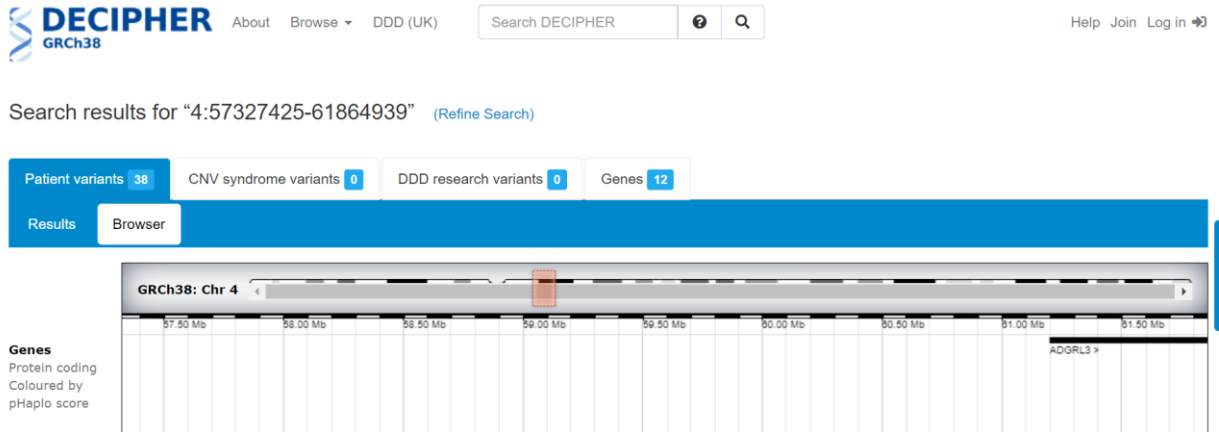 DECIPHER
GRCh38
About Browse DDD (UK) Search DECIPHER ? Help Join Log in
Search results for “4:57327425-61864939” (Refine Search)
Patient variants 38 CNV syndrome variants 0 DDD research variants 0 Genes 12
Results Browser
GRCh38: Chr 4
57.50 Mb 58.00 Mb 58.50 Mb 59.00 Mb 59.50 Mb 60.00 Mb 60.50 Mb 61.00 Mb 61.50 Mb
Genes
Protein coding
Coloured by
pHaplo score
ADGRL3 >